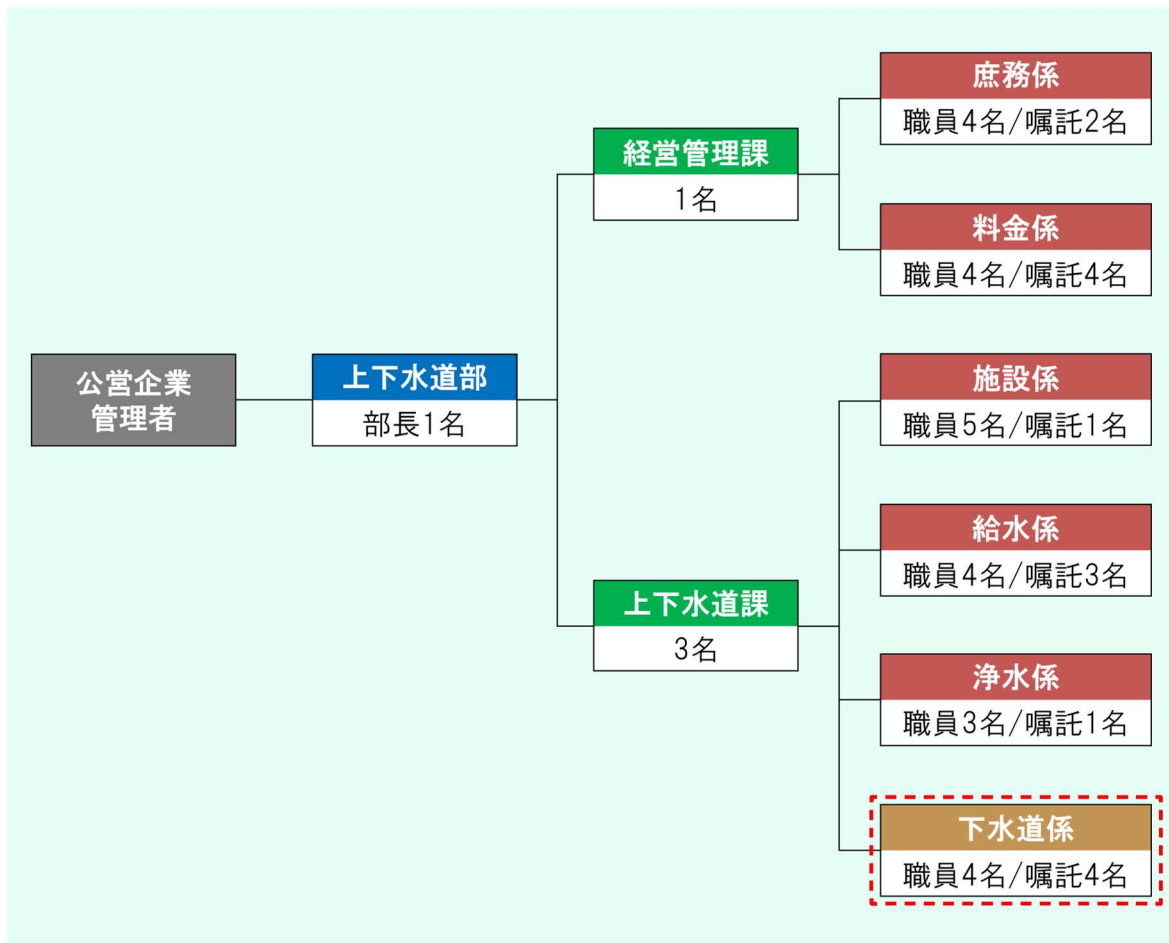 公営企業
管理者
上下水道部
部長1名
経営管理課
1名
庶務係
職員4名/嘱託2名
料金係
職員4名/嘱託4名
上下水道課
3名
施設係
職員5名/嘱託1名
給水係
職員4名/嘱託3名
浄水係
職員3名/嘱託1名
下水道係
職員4名/嘱託4名